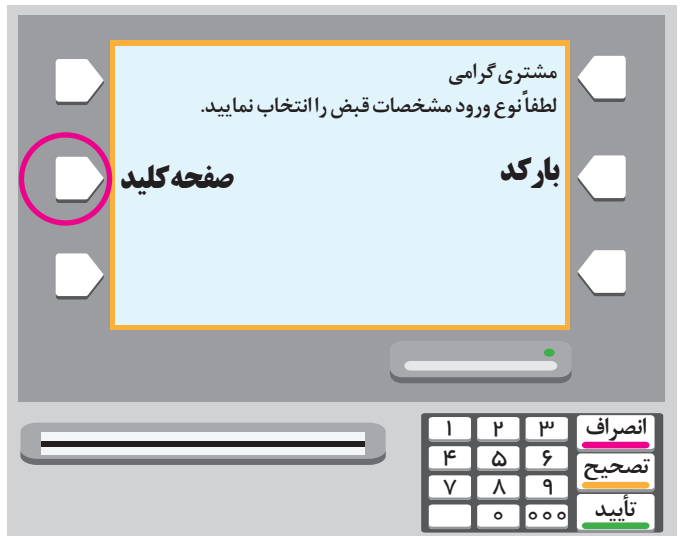 مشتری گرامی
لطفاً نوع ورود مشخصات قبض را انتخاب نمایید.
بارکد
صفحه کلید
۱ ۲ ۳ انصراف
۴ ۵ ۶ تصحیح
۷ ۸ ۹ تأیید
۰ ۰۰۰